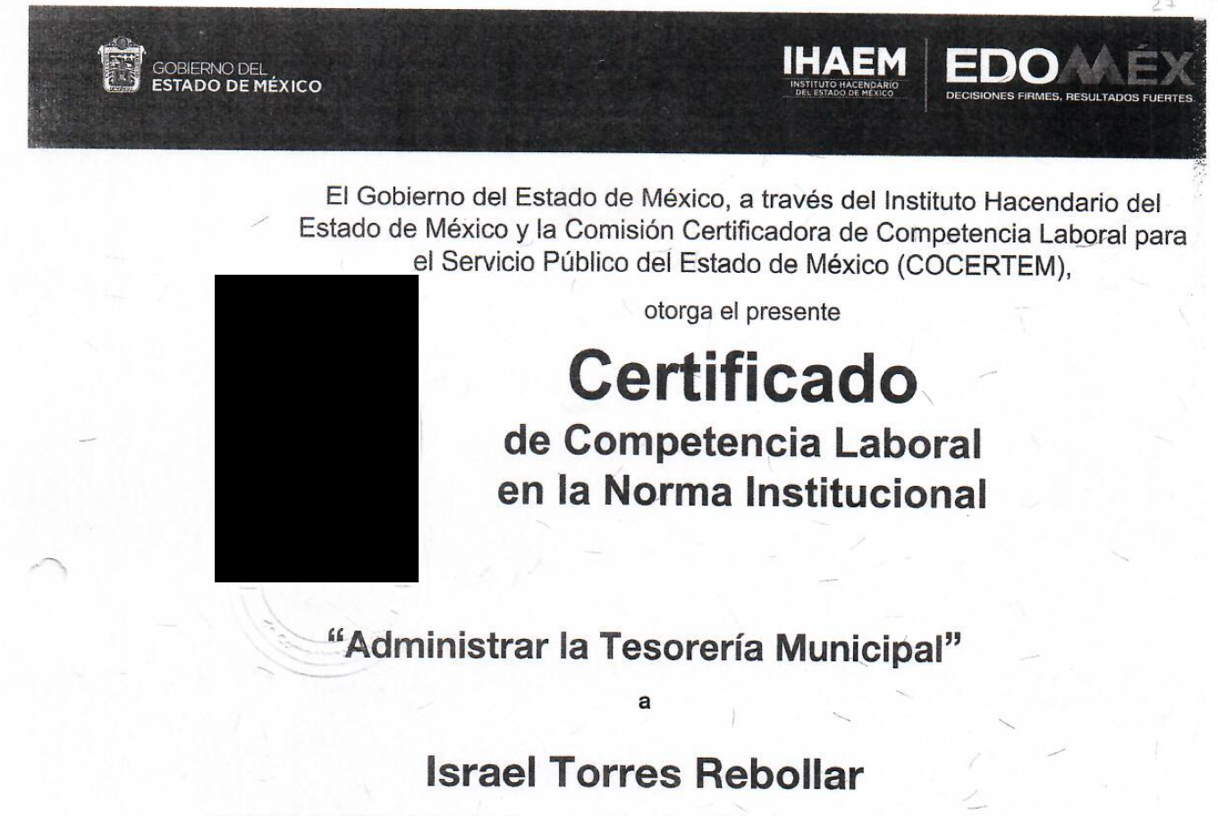 27
GOBIERNO DEL
ESTADO DE MÉXICO
IHAEM
INSTITUTO HACENDARIO
DEL ESTADO DE MÉXICO
EDOMÉX
DECISIONES FIRMES, RESULTADOS FUERTES.
El Gobierno del Estado de México, a través del Instituto Hacendario del
Estado de México y la Comisión Certificadora de Competencia Laboral para
el Servicio Público del Estado de México (COCERTEM),
otorga el presente
Certificado
de Competencia Laboral
en la Norma Institucional
“Administrar la Tesorería Municipal”
a
Israel Torres Rebollar